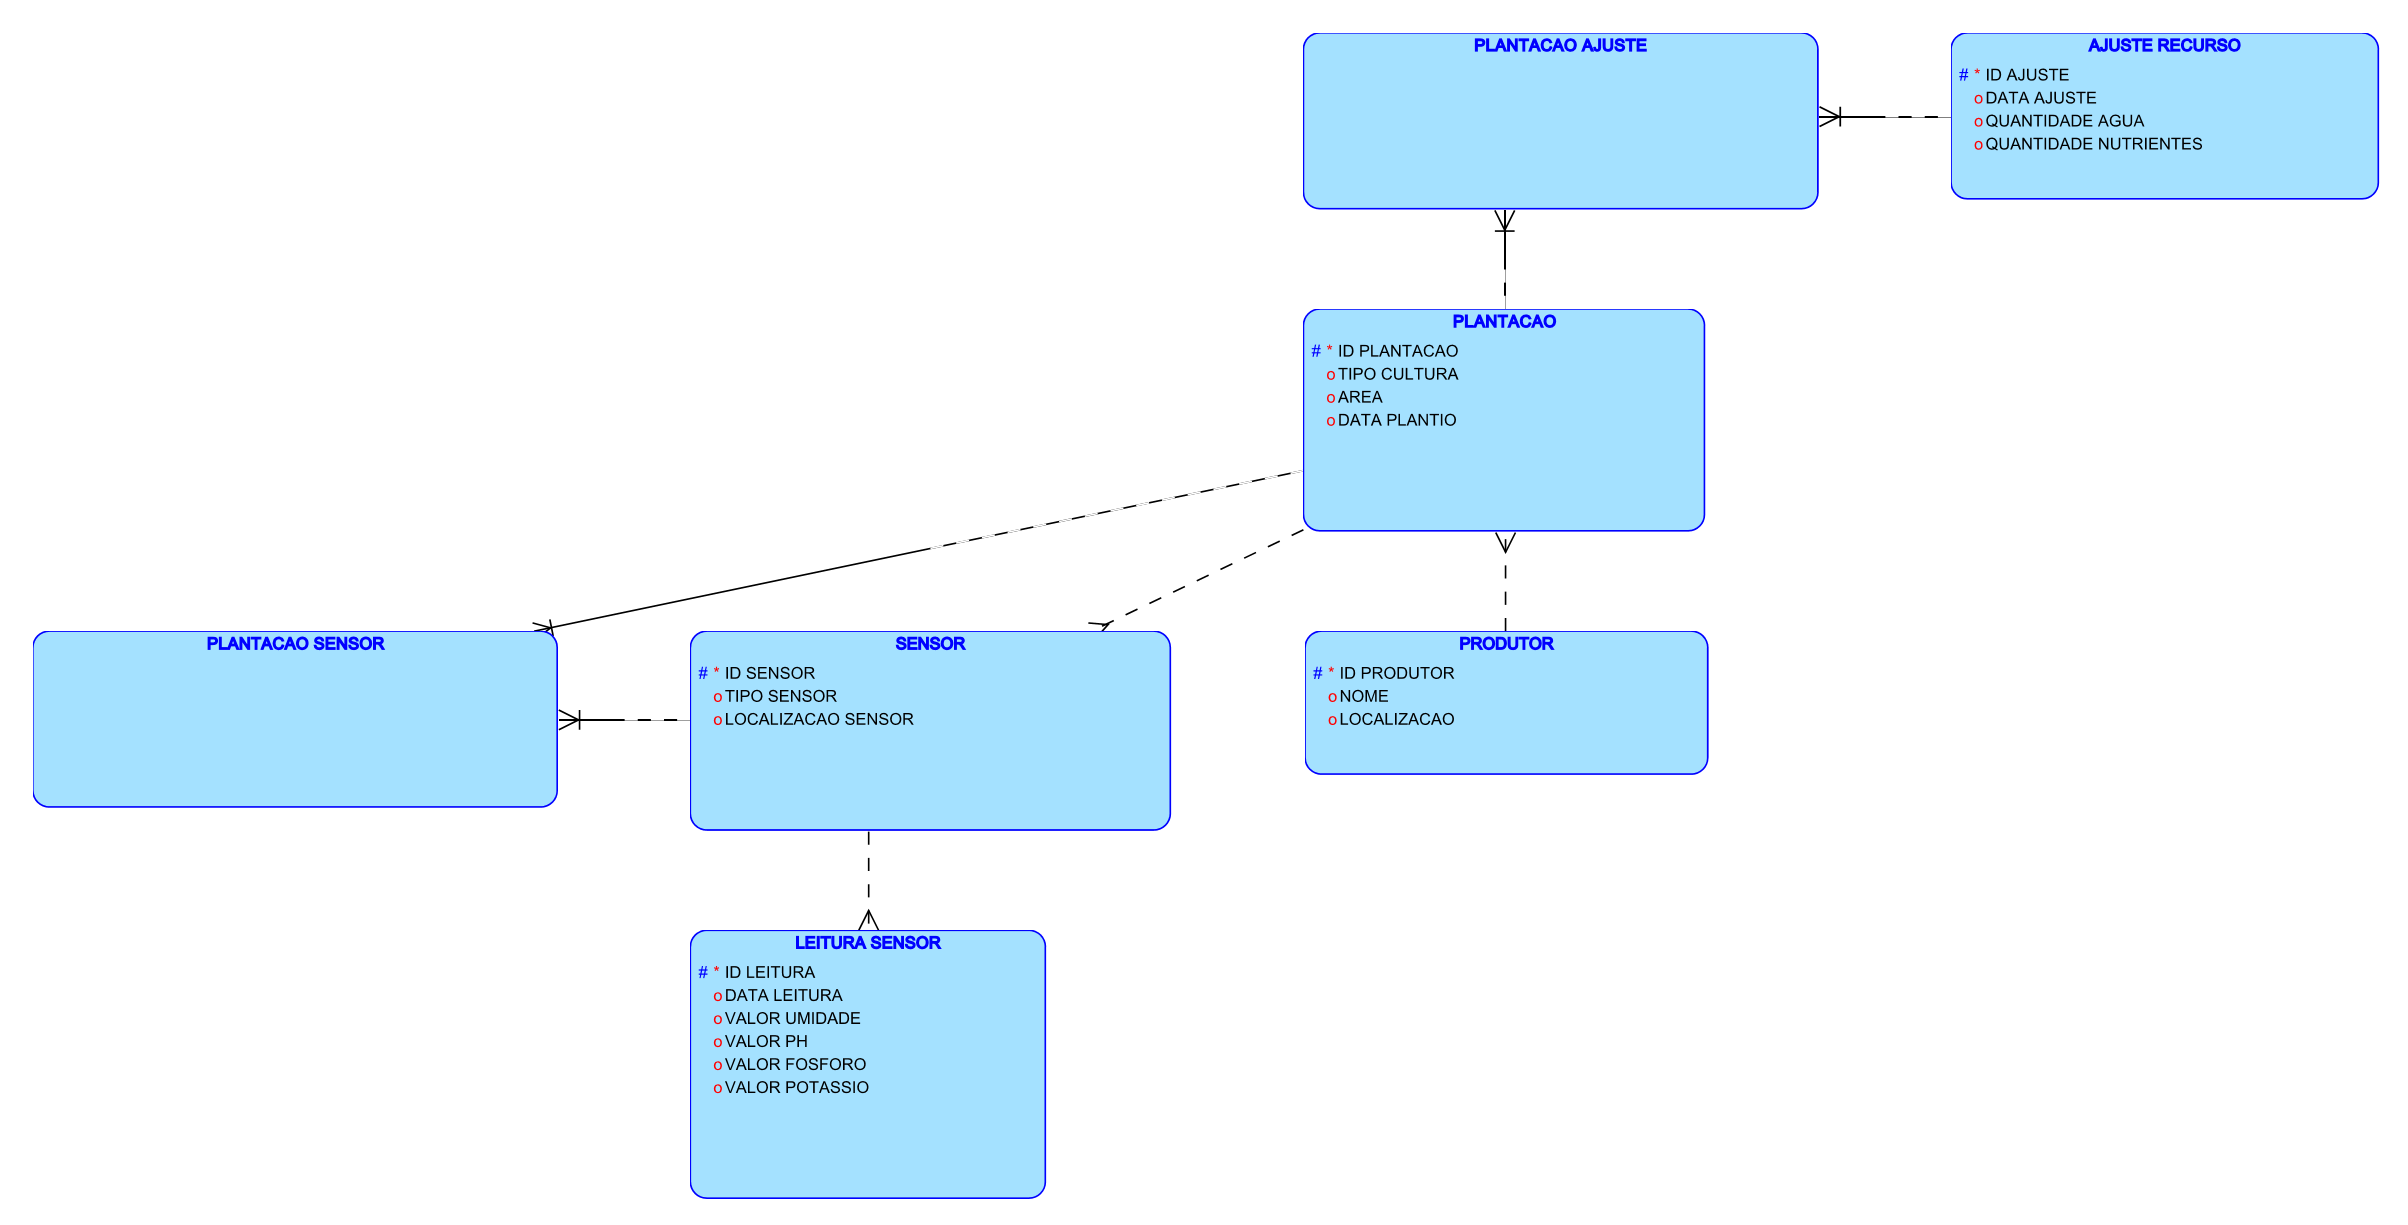 PLANTACAO AJUSTE
AJUSTE RECURSO
# * ID AJUSTE
o DATA AJUSTE
o QUANTIDADE AGUA
o QUANTIDADE NUTRIENTES
PLANTACAO
# * ID PLANTACAO
o TIPO CULTURA
o AREA
o DATA PLANTIO
PLANTACAO SENSOR
SENSOR
# * ID SENSOR
o TIPO SENSOR
o LOCALIZACAO SENSOR
PRODUTOR
# * ID PRODUTOR
o NOME
o LOCALIZACAO
LEITURA SENSOR
# * ID LEITURA
o DATA LEITURA
o VALOR UMIDADE
o VALOR PH
o VALOR FOSFORO
o VALOR POTASSIO